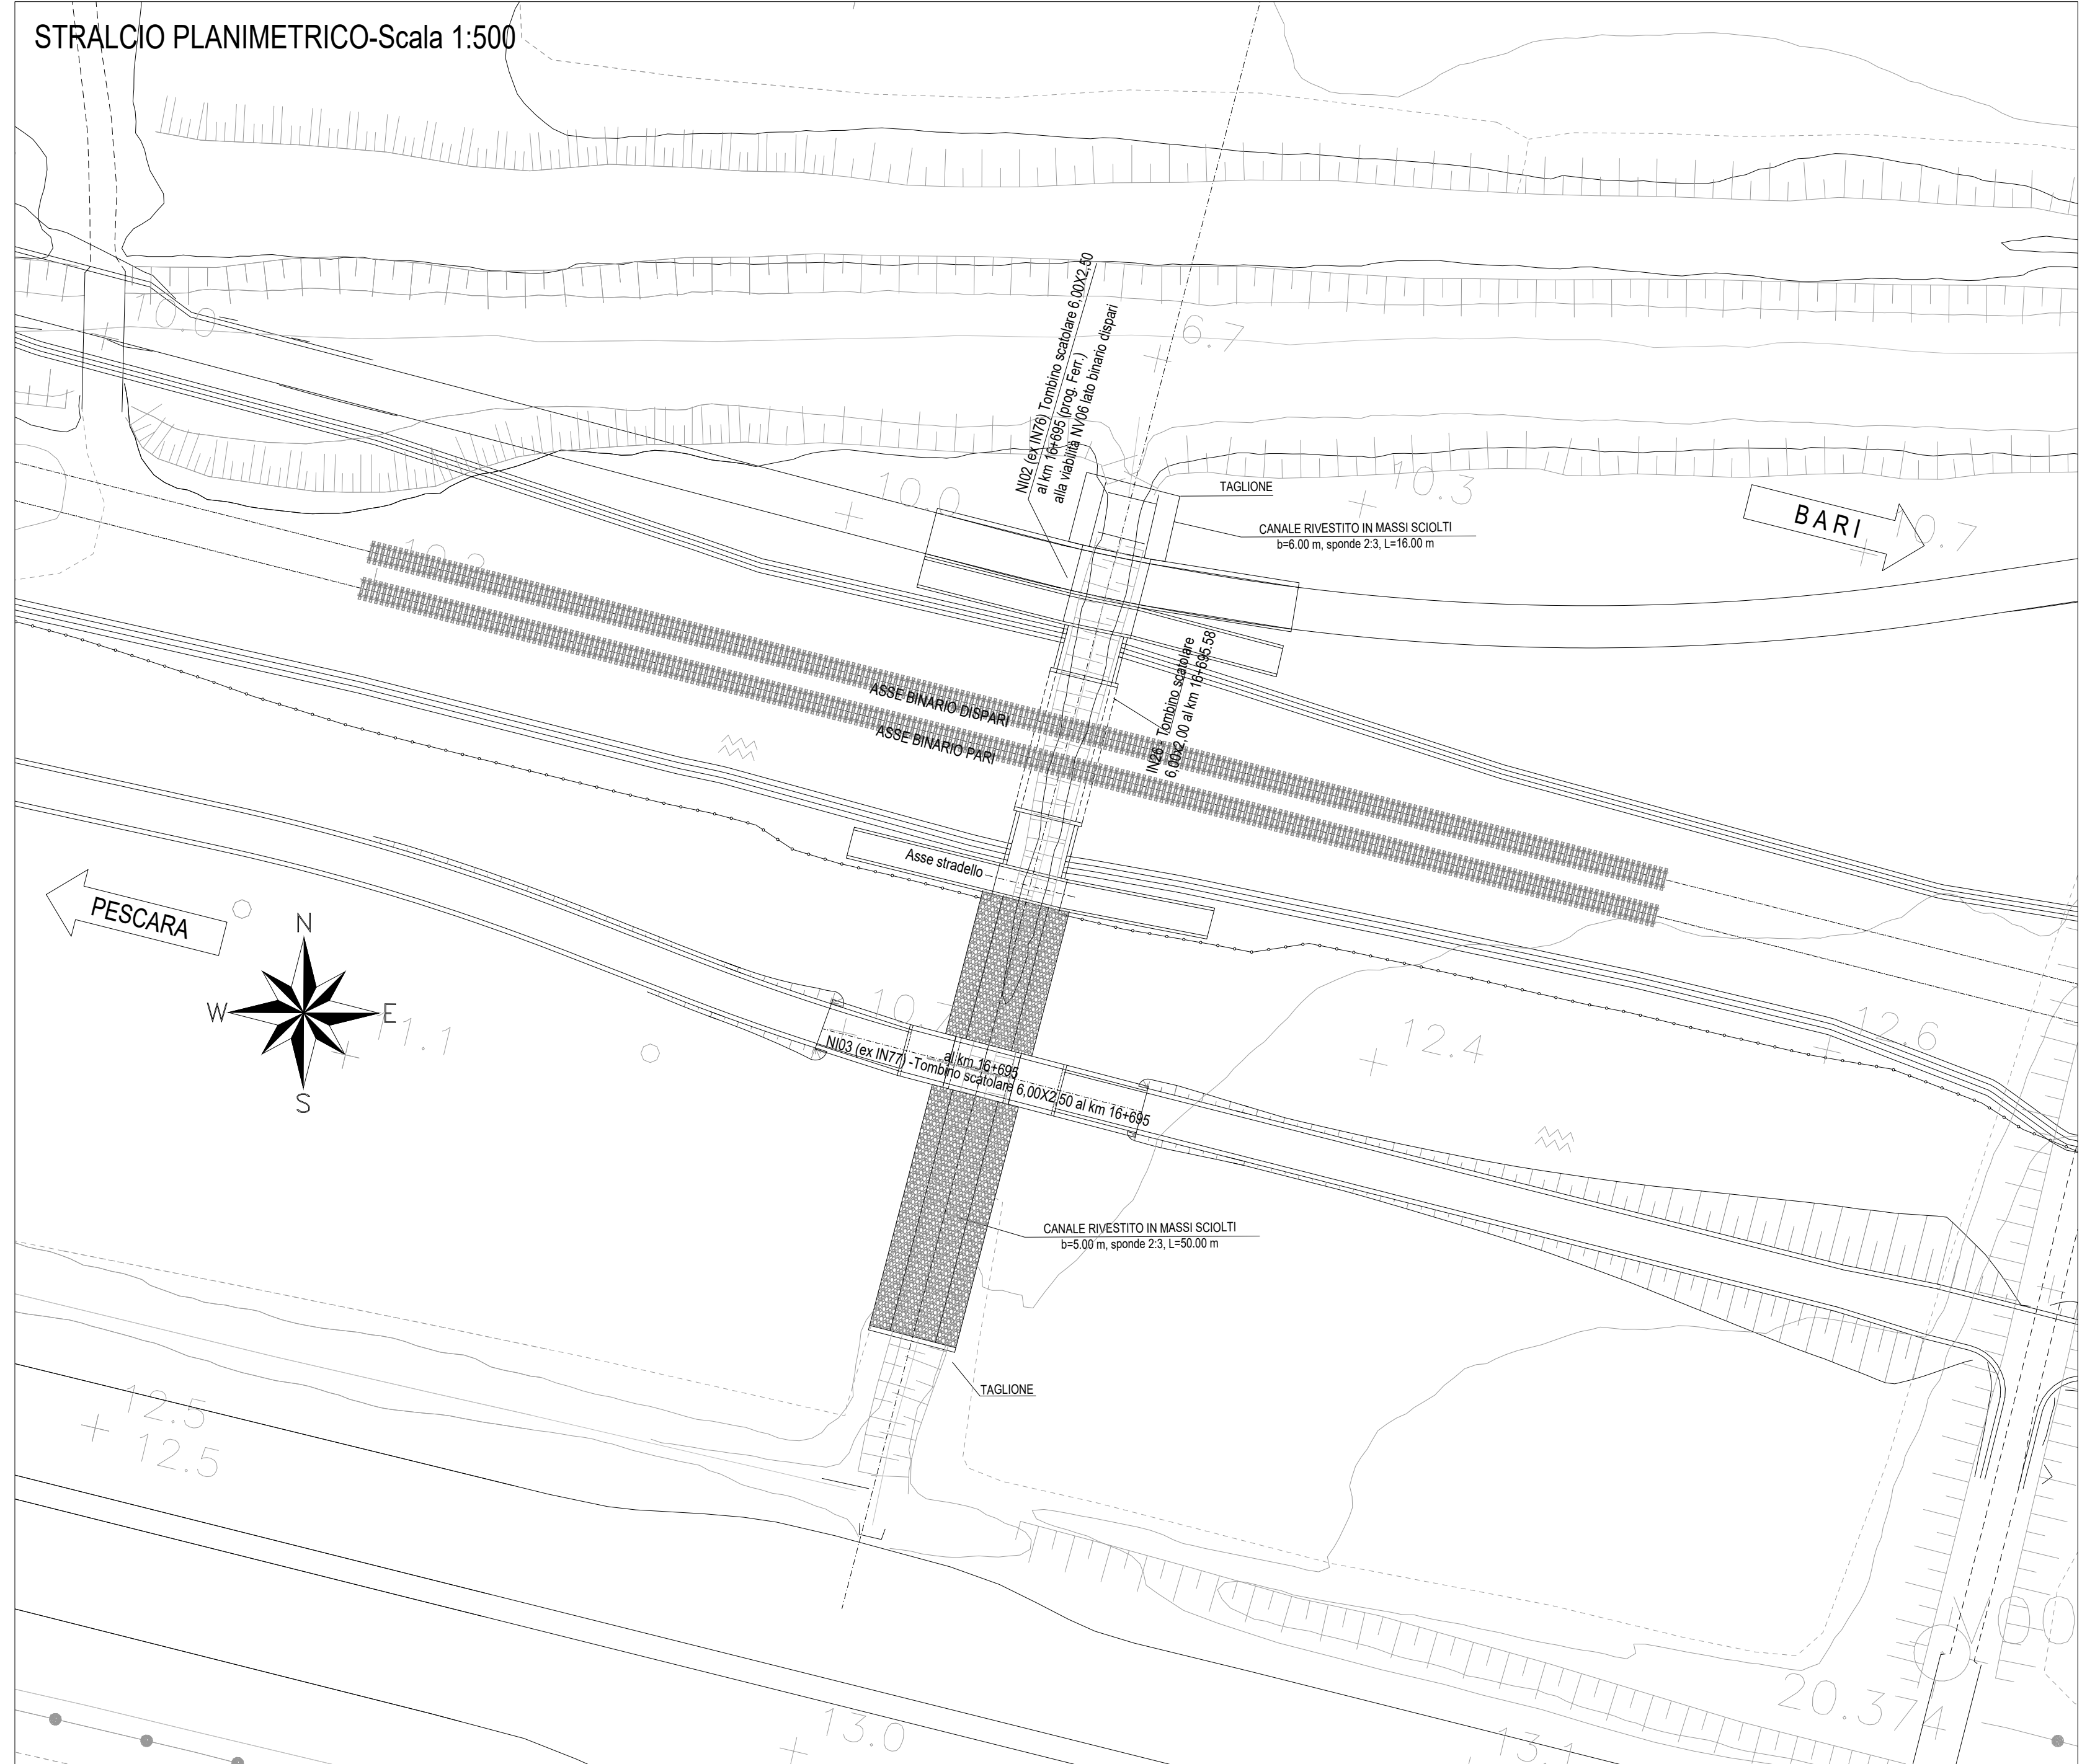 STRALCIO PLANIMETRICO-Scala 1:500
10.0
6.7
NI02 (ex IN76) Tombino scatolare 6,00X2,50
al km 16+695 (prog. Ferr.)
alla viabilità NV06 lato binario dispari
10.0
TAGLIONE
10.3
CANALE RIVESTITO IN MASSI SCIOLTI
b=6.00 m, sponde 2:3, L=16.00 m
BARI
10.7
IN26 - Tombino scatolare
6,00x2,00 al km 16+695.58
ASSE BINARIO DISPARI
ASSE BINARIO PARI
Asse stradello
PESCARA
N
W
E
S
11.1
12.4
12.6
al km 16+695
NI03 (ex IN77) -Tombino scatolare 6,00X2,50 al km 16+695
CANALE RIVESTITO IN MASSI SCIOLTI
b=5.00 m, sponde 2:3, L=50.00 m
TAGLIONE
12.5
12.5
20.374
13.0
13.1